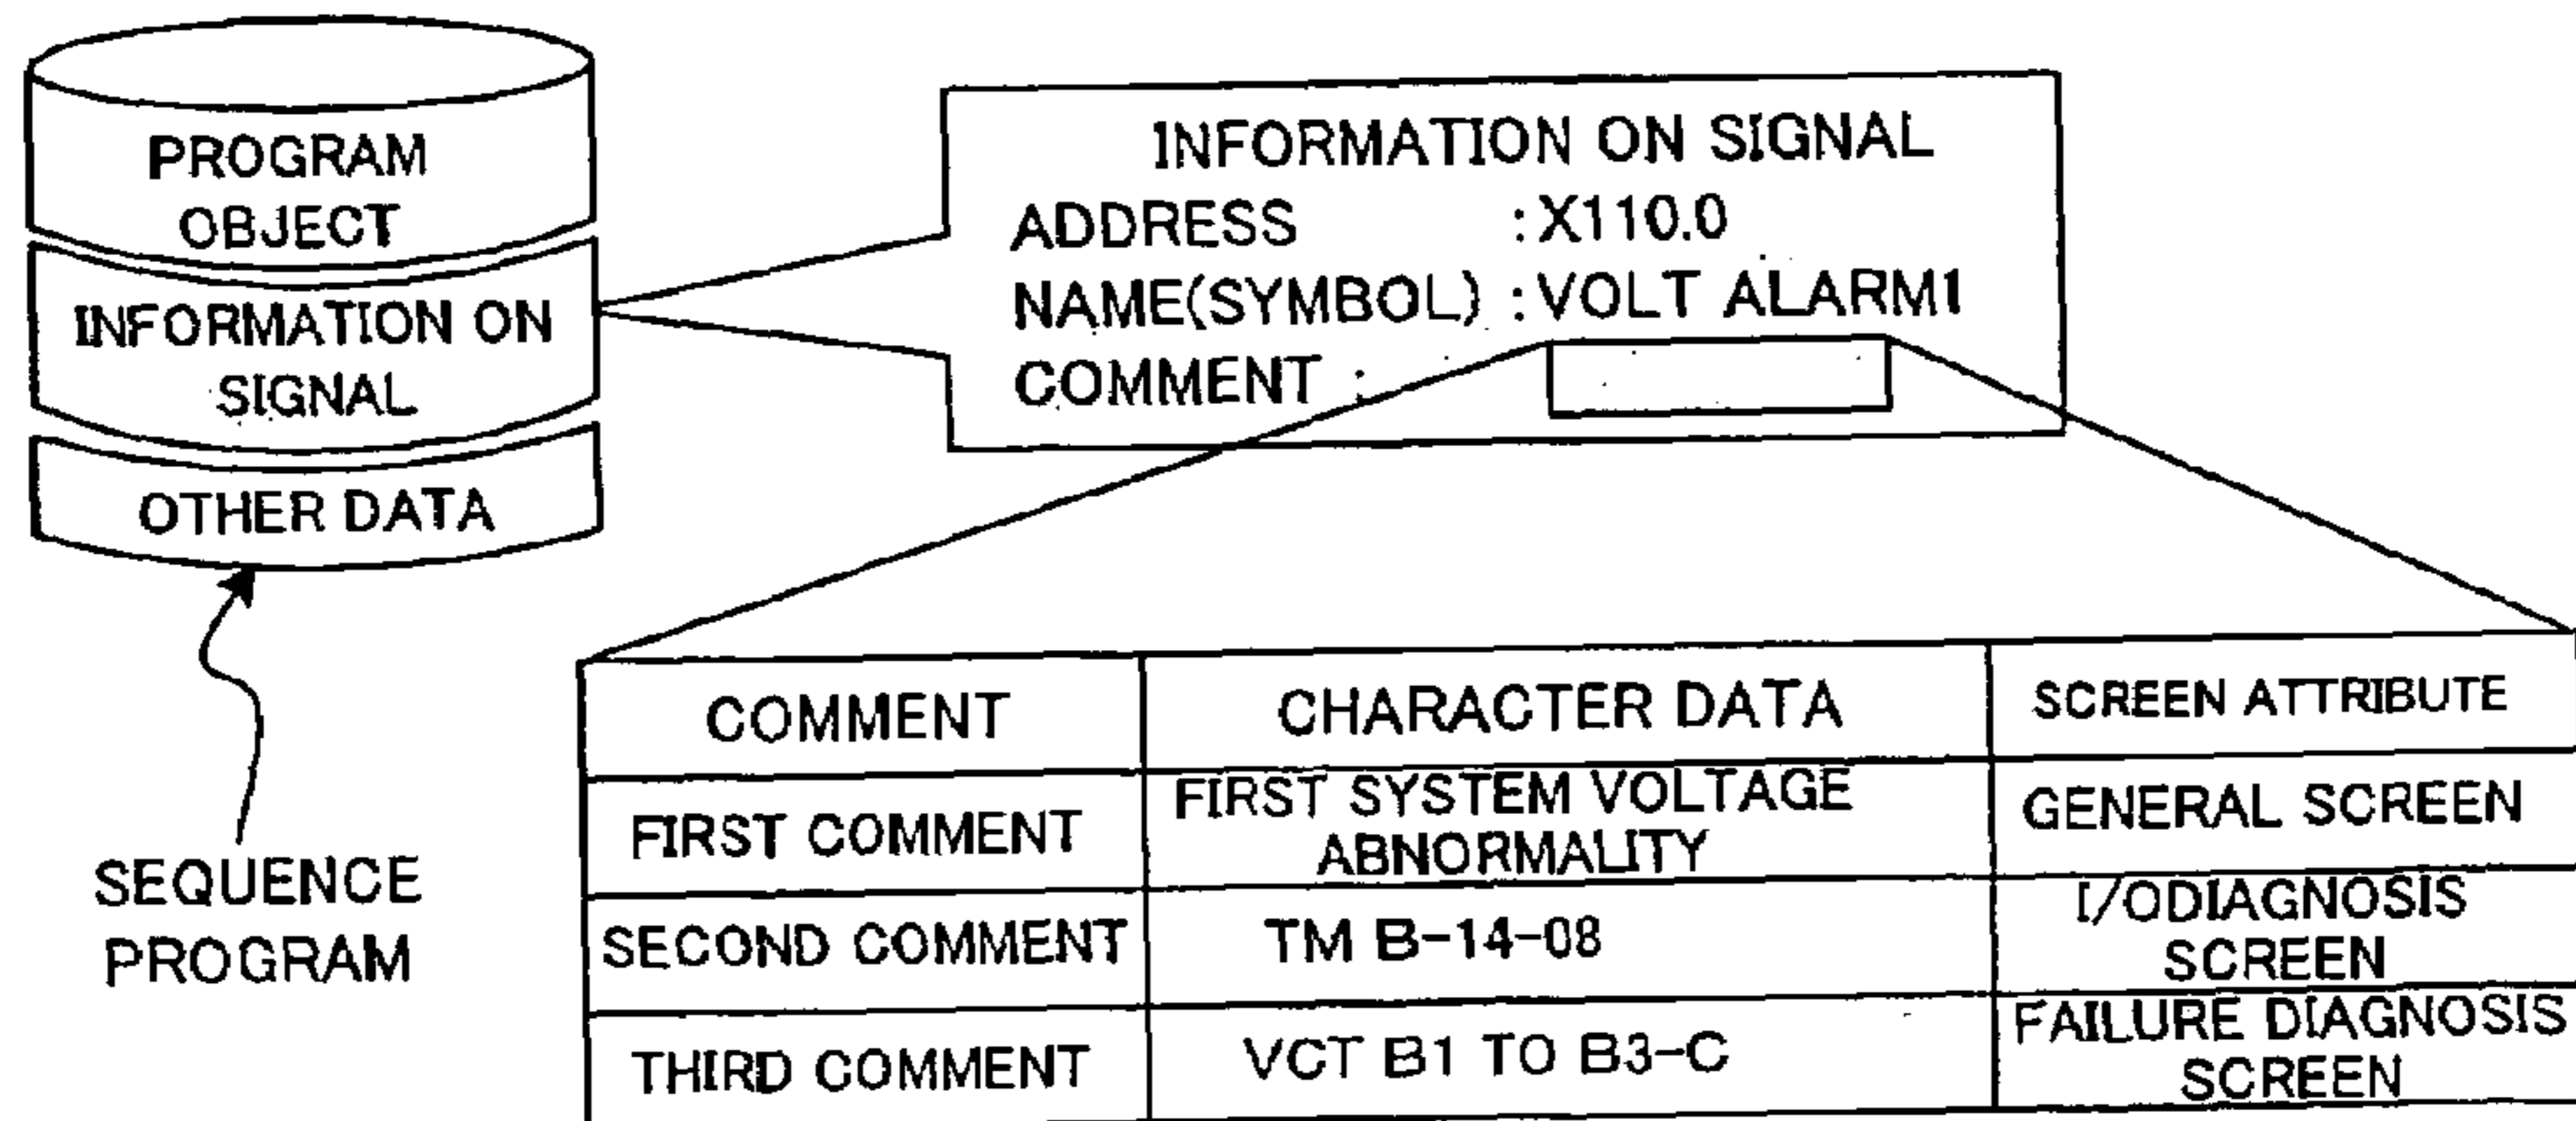 PROGRAM
OBJECT
INFORMATION ON
SIGNAL
OTHER DATA
SEQUENCE
PROGRAM
INFORMATION ON SIGNAL
ADDRESS :X110.0
NAME(SYMBOL) :VOLT ALARM1
COMMENT :
COMMENT CHARACTER DATA SCREEN ATTRIBUTE
FIRST COMMENT
FIRST SYSTEM VOLTAGE
ABNORMALITY
GENERAL SCREEN
SECOND COMMENT
TM B-14-08
I/ODIAGNOSIS
SCREEN
THIRD COMMENT
VCT B1 TO B3-C
FAILURE DIAGNOSIS
SCREEN